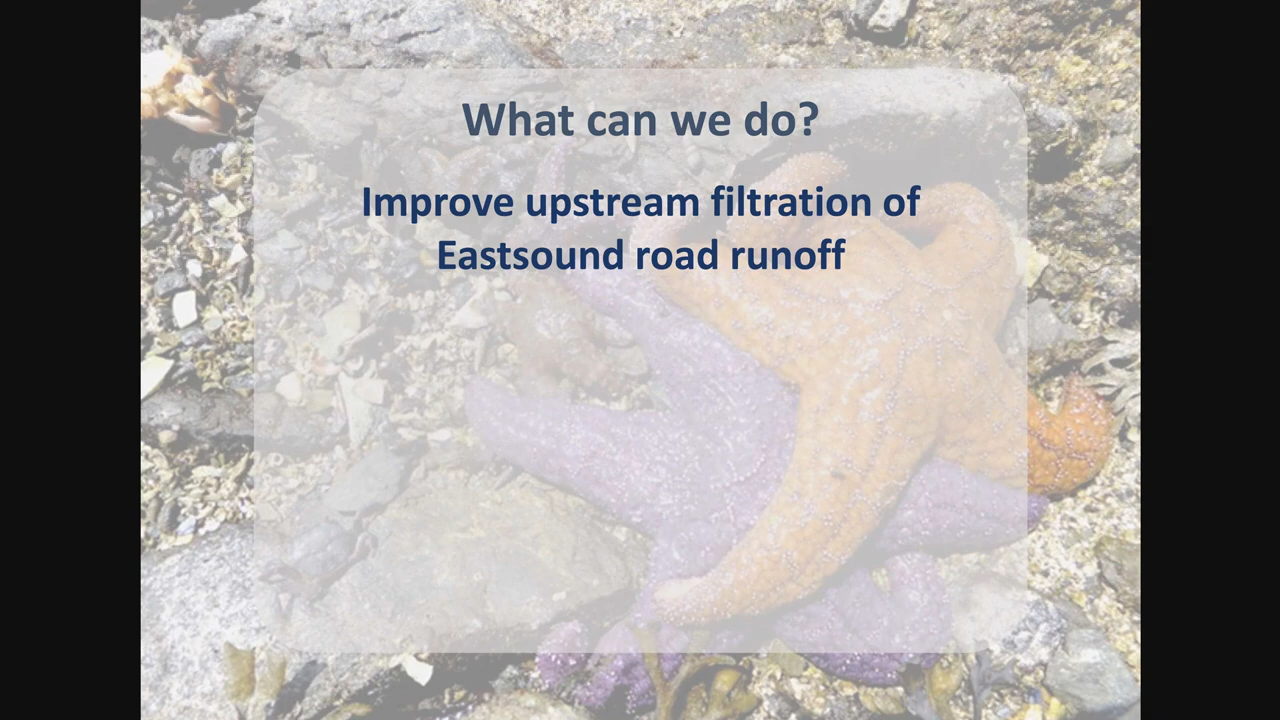 What can we do?
Improve upstream filtration of
Eastsound road runoff